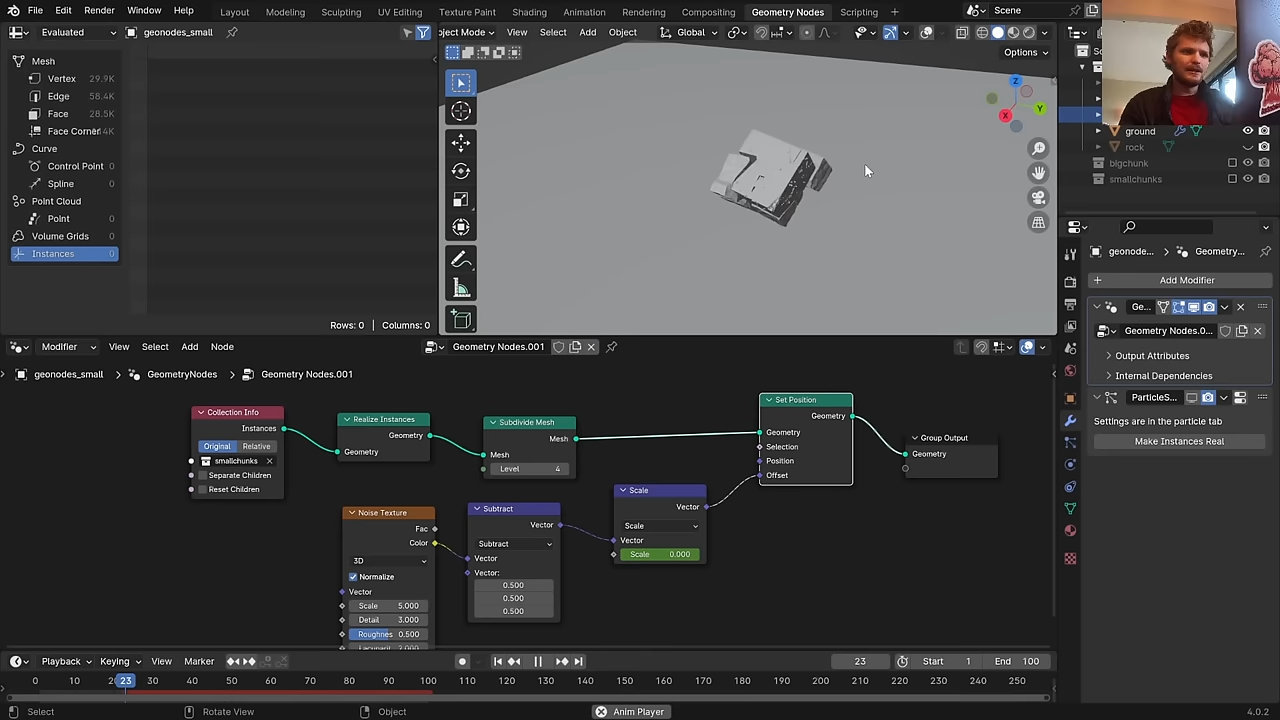 File Edit Render Window Help Layout Modeling Sculpting UV Editing Texture Paint Shading Animation Rendering Compositing Geometry Nodes Scripting + Scene
Evaluated geonodes_small
ject Mode View Select Add Object Global
Options
Mesh
Vertex 29.9K
Edge 58.4K
Face 28.5K
Face Corner
Curve
Control Point 0
Spline 0
Point Cloud
Point 0
Volume Grids 0
Instances 0
Rows: 0 | Columns: 0
Z
Y
X
ground
rock
bigchunk
smallchunks
geonod... Geometry...
Add Modifier
Ge...
Geometry Nodes.0...
Output Attributes
Internal Dependencies
ParticleS...
Settings are in the particle tab
Make Instances Real
Modifier View Select Add Node Geometry Nodes.001
geonodes_small GeometryNodes Geometry Nodes.001
Collection Info
Instances
Original Relative
smallchunks
Separate Children
Reset Children
Realize Instances
Geometry
Geometry
Subdivide Mesh
Mesh
Mesh
Level 4
Set Position
Geometry
Geometry
Selection
Position
Offset
Group Output
Geometry
Noise Texture
Fac
Color
3D
Normalize
Vector
Scale 5.000
Detail 3.000
Roughnes 0.500
Subtract
Vector
Subtract
Vector
Vector:
0.500
0.500
0.500
Scale
Vector
Scale
Vector
Scale 0.000
Playback Keying View Marker 23 Start 1 End 100
0 10 23 30 40 50 60 70 80 90 100 110 120 130 140 150 160 170 180 190 200 210 220 230 240 250
Select Rotate View Object Anim Player 4.0.2